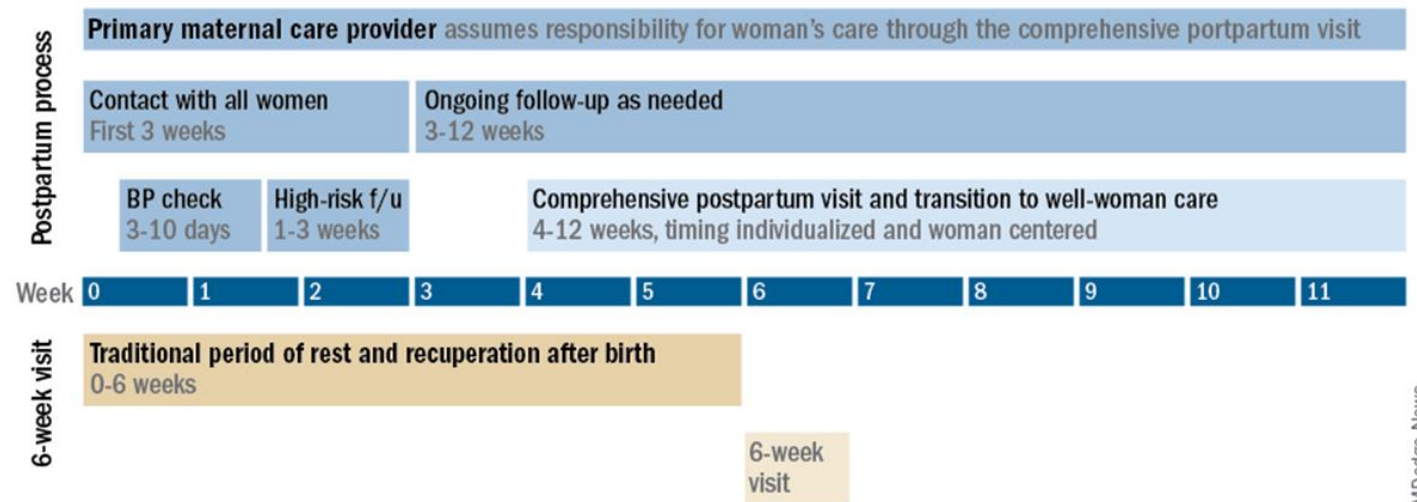 Postpartum process
Primary maternal care provider assumes responsibility for woman's care through the comprehensive portpartum visit
Contact with all women
First 3 weeks
Ongoing follow-up as needed
3-12 weeks
BP check
3-10 days
High-risk f/u
1-3 weeks
Comprehensive postpartum visit and transition to well-woman care
4-12 weeks, timing individualized and woman centered
Week 0 1 2 3 4 5 6 7 8 9 10 11
6-week visit
Traditional period of rest and recuperation after birth
0-6 weeks
6-week
visit
News